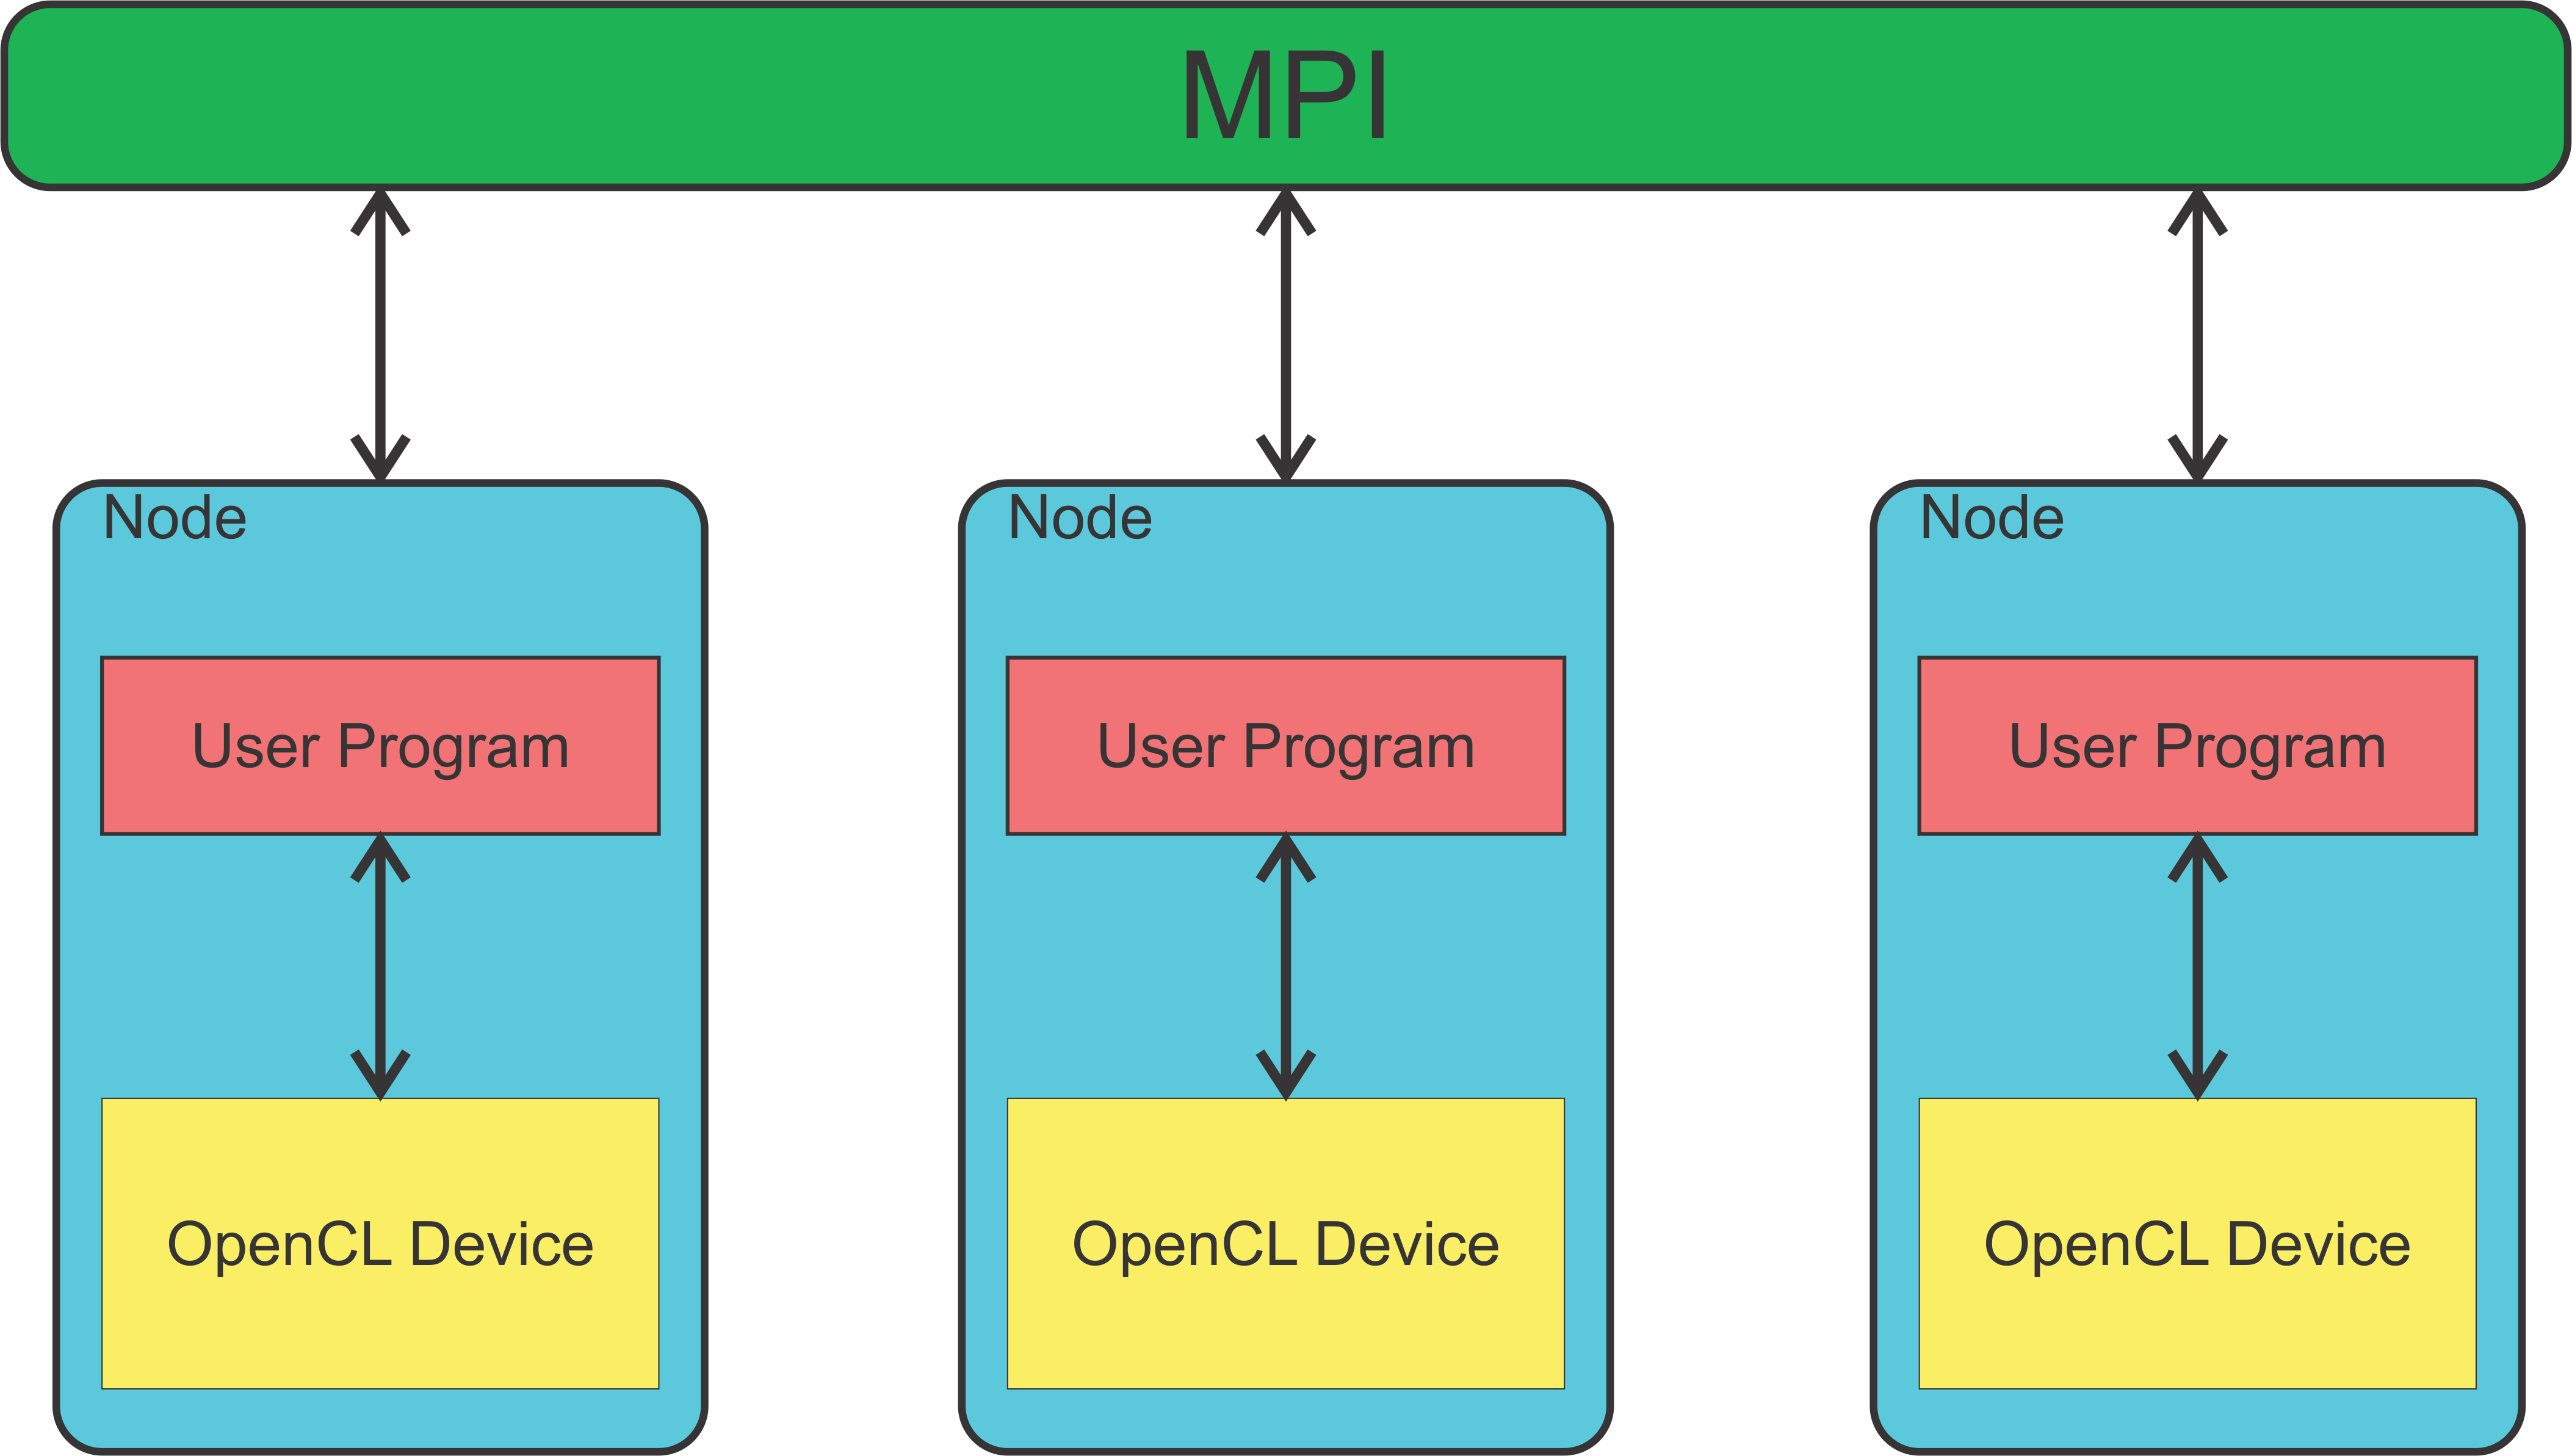 MPI
Node
Node
Node
User Program
User Program
User Program
OpenCL Device
OpenCL Device
OpenCL Device